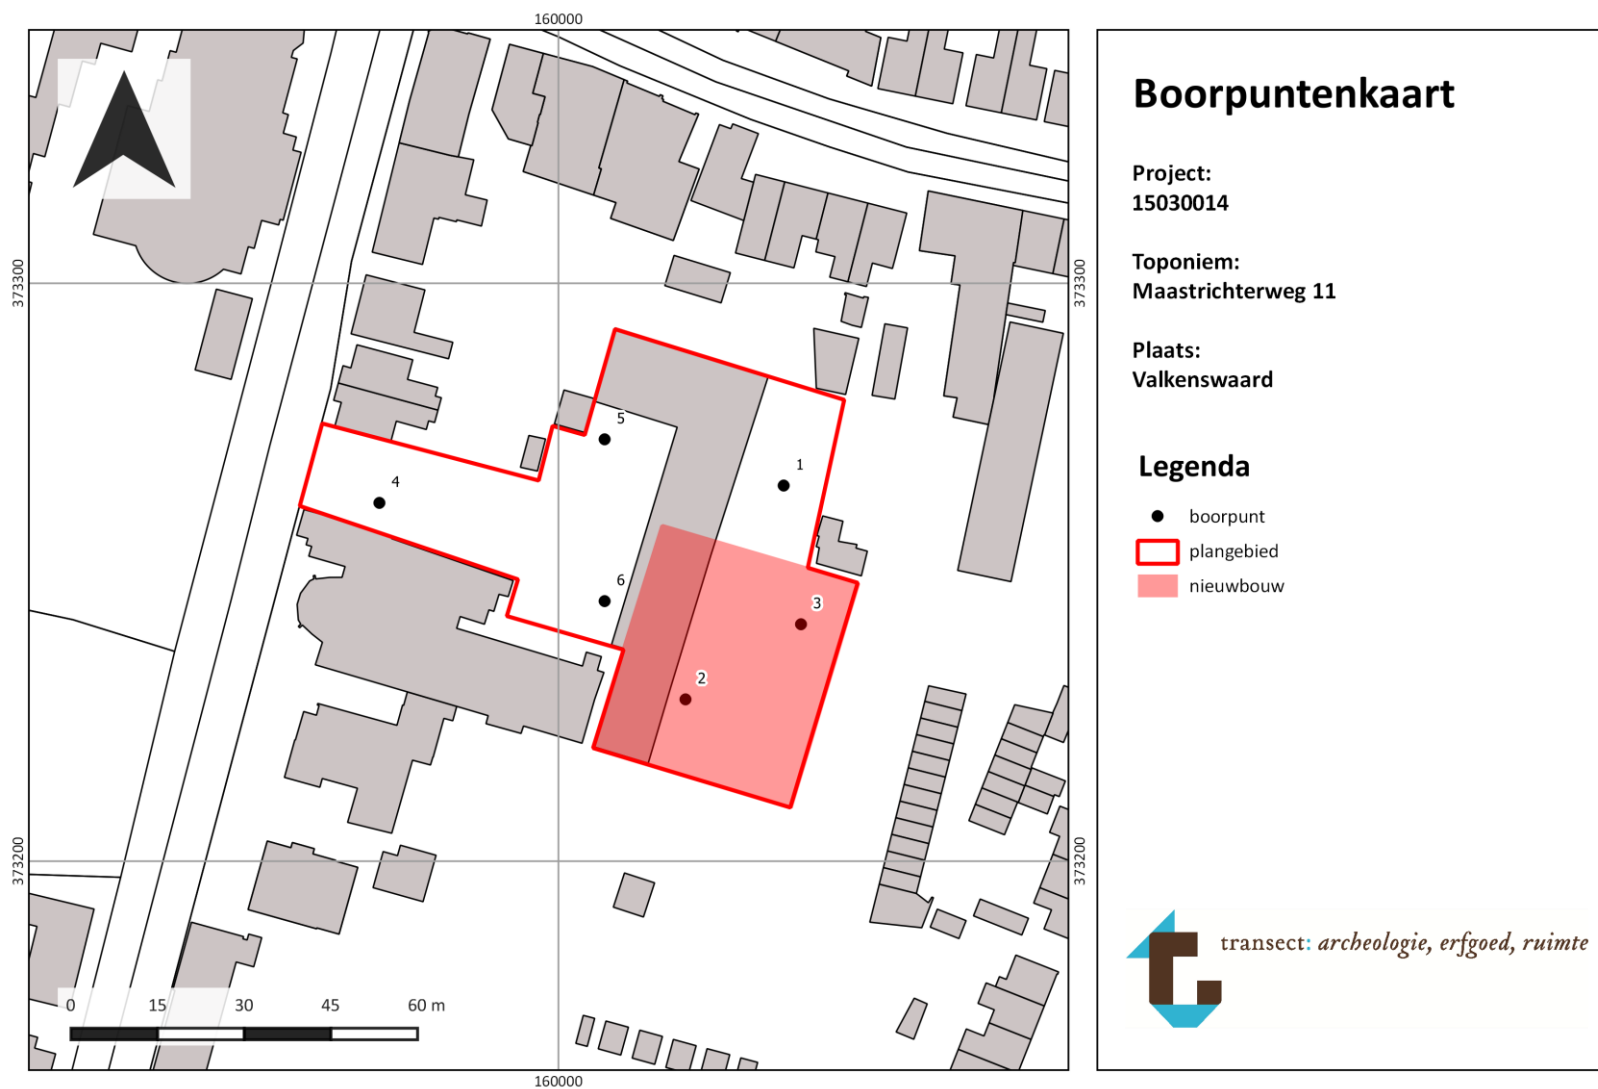 160000
373300
373300
5
1
4
6
3
2
373200
373200
0 15 30 45 60 m
160000
Boorpuntenkaart
Project:
15030014
Toponiem:
Maastrichterweg 11
Plaats:
Valkenswaard
Legenda
boorpunt
plangebied
nieuwbouw
transect: archeologie, erfgoed, ruimte